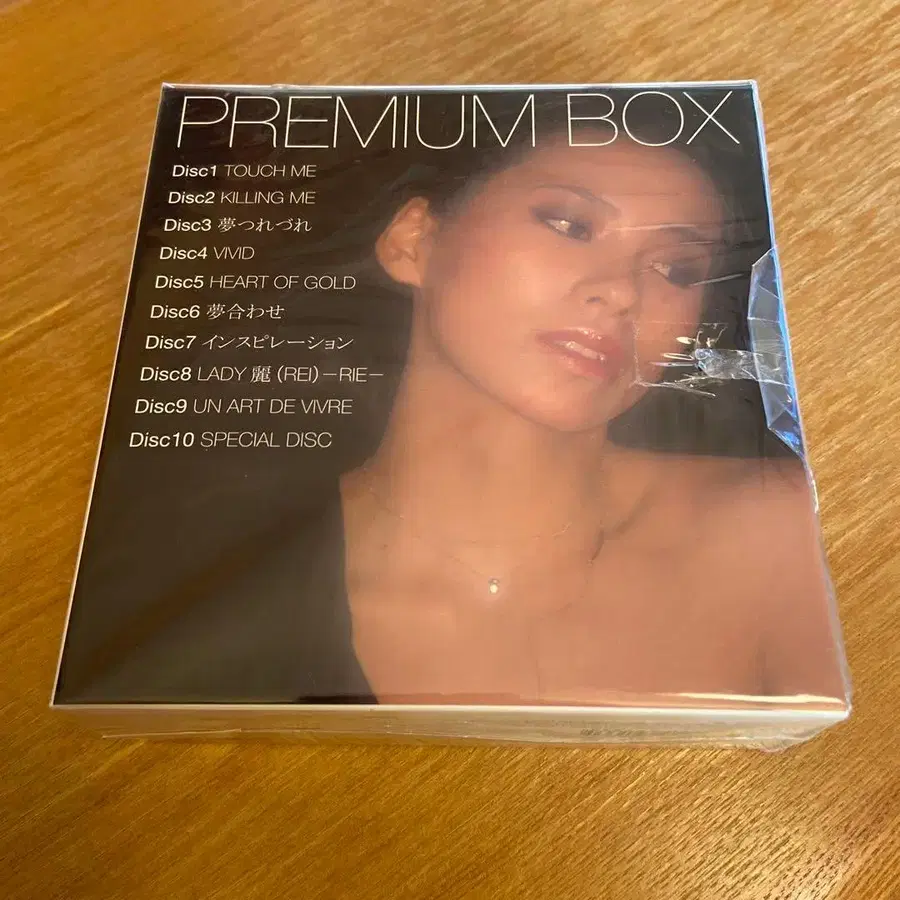 PREMIUM BOX
Disc1 TOUCH ME
Disc2 KILLING ME
Disc3 夢つれづれ
Disc4 VIVID
Disc5 HEART OF GOLD
Disc6 夢合わせ
Disc7 インスピレーション
Disc8 LADY 麗 (REI)－RIE－
Disc9 UN ART DE VIVRE
Disc10 SPECIAL DISC